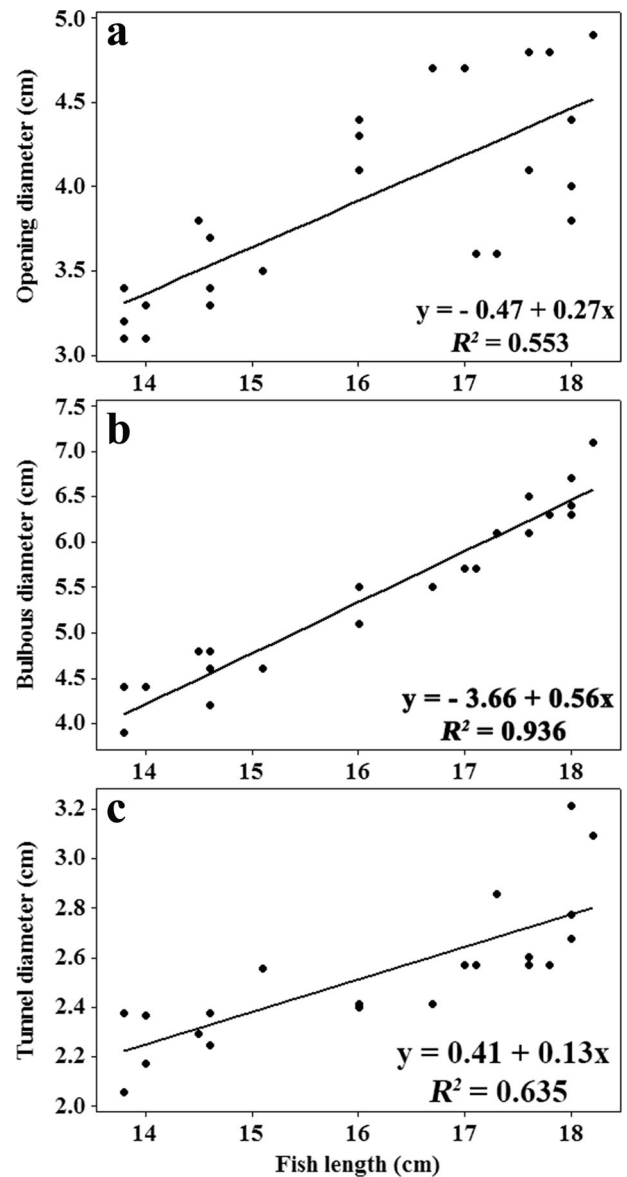 a
5.0
4.5
4.0
3.5
3.0
Opening diameter (cm)
y = - 0.47 + 0.27x
R² = 0.553
14 15 16 17 18
b
7.5
7.0
6.5
6.0
5.5
5.0
4.5
4.0
Bulbous diameter (cm)
y = - 3.66 + 0.56x
R² = 0.936
14 15 16 17 18
c
3.2
3.0
2.8
2.6
2.4
2.2
2.0
Tunnel diameter (cm)
y = 0.41 + 0.13x
R² = 0.635
14 15 16 17 18
Fish length (cm)